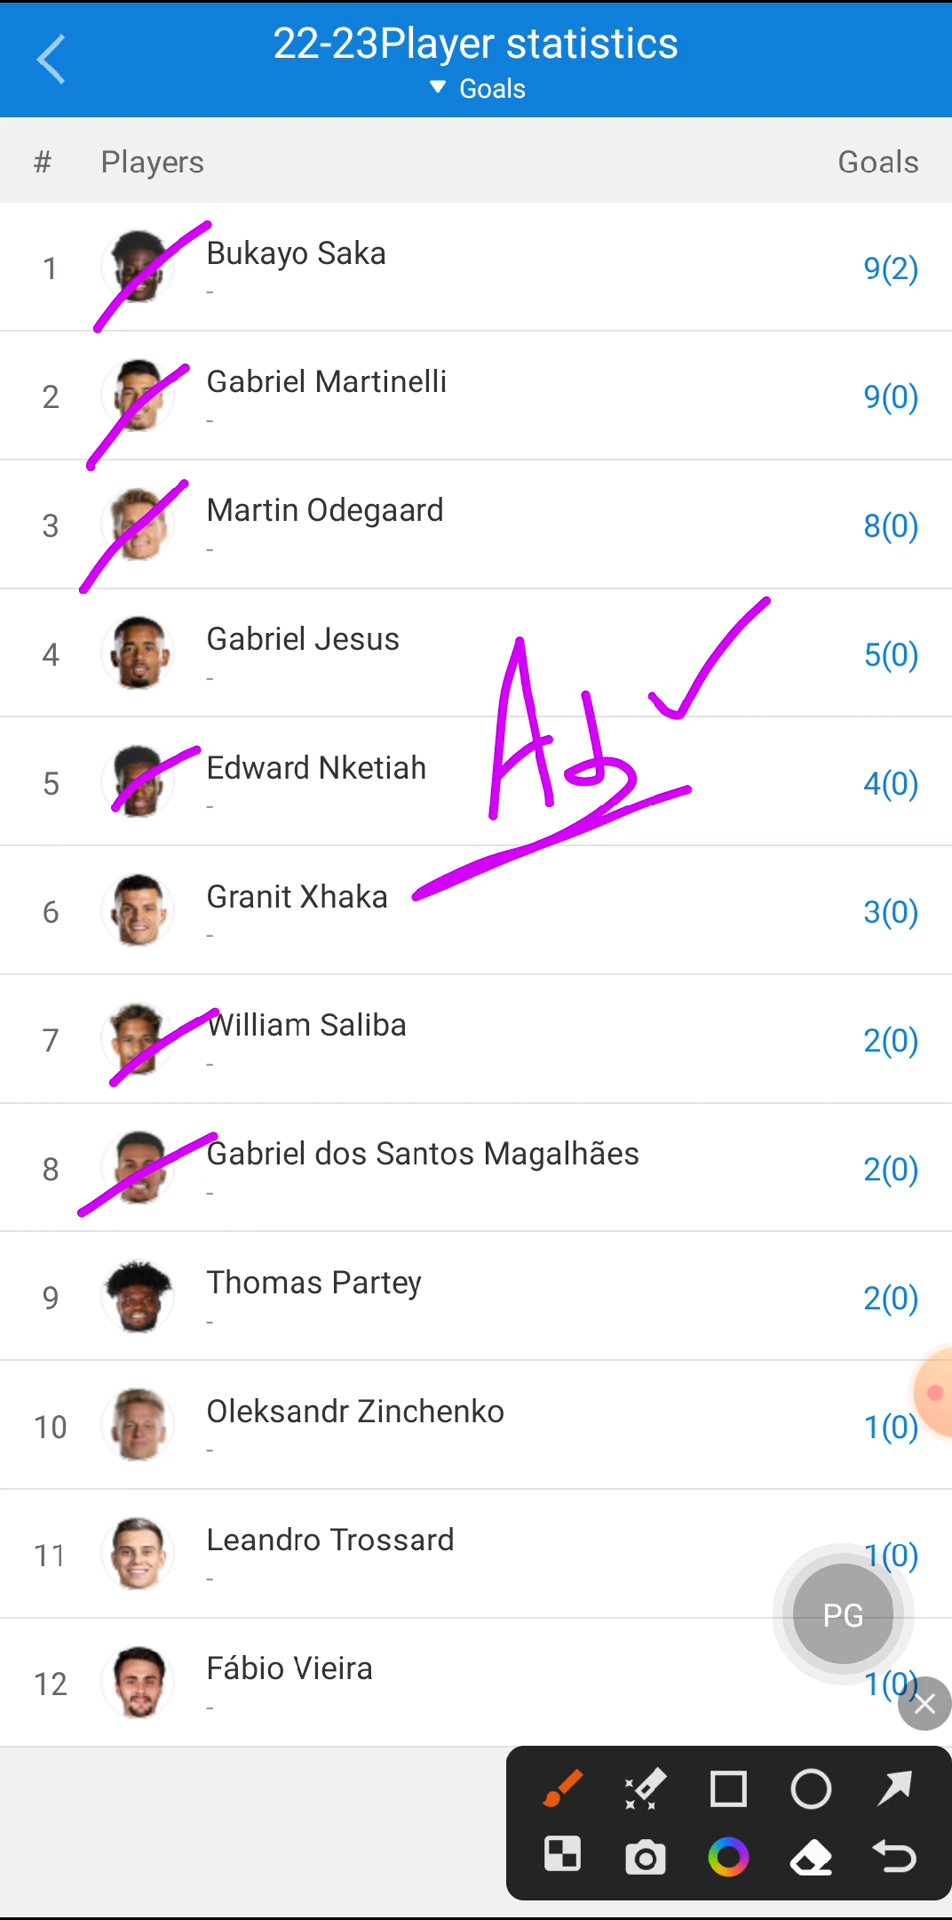 22-23Player statistics
Goals
# Players Goals
1 Bukayo Saka 9(2)
-
2 Gabriel Martinelli 9(0)
-
3 Martin Odegaard 8(0)
-
4 Gabriel Jesus 5(0)
-
5 Edward Nketiah 4(0)
-
6 Granit Xhaka 3(0)
-
7 William Saliba 2(0)
-
8 Gabriel dos Santos Magalhães 2(0)
-
9 Thomas Partey 2(0)
-
10 Oleksandr Zinchenko 1(0)
-
11 Leandro Trossard 1(0)
-
PG
12 Fábio Vieira 1(0)
-